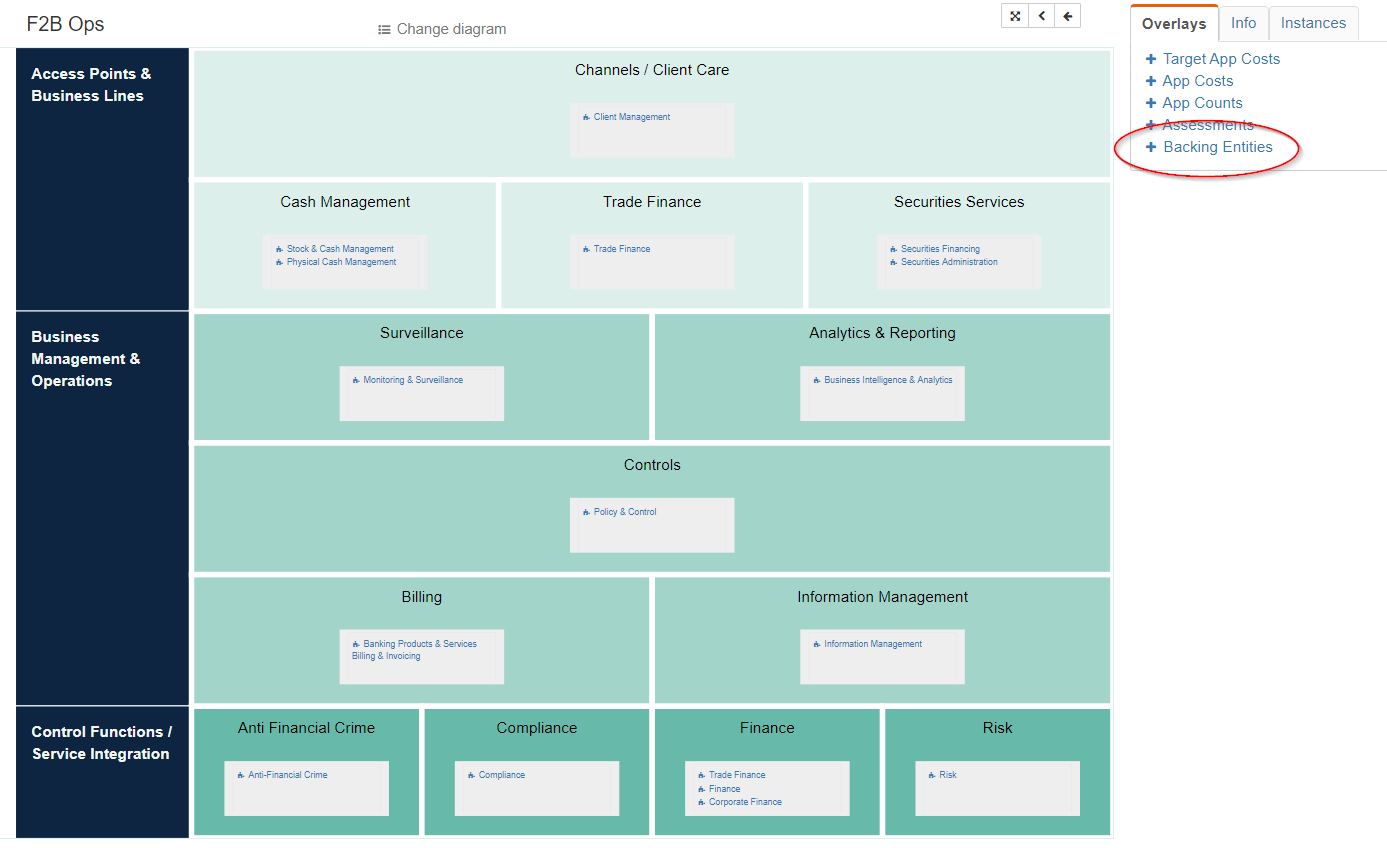 F2B Ops
Change diagram
Overlays
Info
Instances
Target App Costs
App Costs
App Counts
Assessments
Backing Entities
Access Points &
Business Lines
Channels / Client Care
Client Management
Cash Management
Stock & Cash Management
Physical Cash Management
Trade Finance
Trade Finance
Securities Services
Securities Financing
Securities Administration
Business
Management &
Operations
Surveillance
Monitoring & Surveillance
Analytics & Reporting
Business Intelligence & Analytics
Controls
Policy & Control
Billing
Banking Products & Services
Billing & Invoicing
Information Management
Information Management
Control Functions /
Service Integration
Anti Financial Crime
Anti-Financial Crime
Compliance
Compliance
Finance
Trade Finance
Finance
Corporate Finance
Risk
Risk